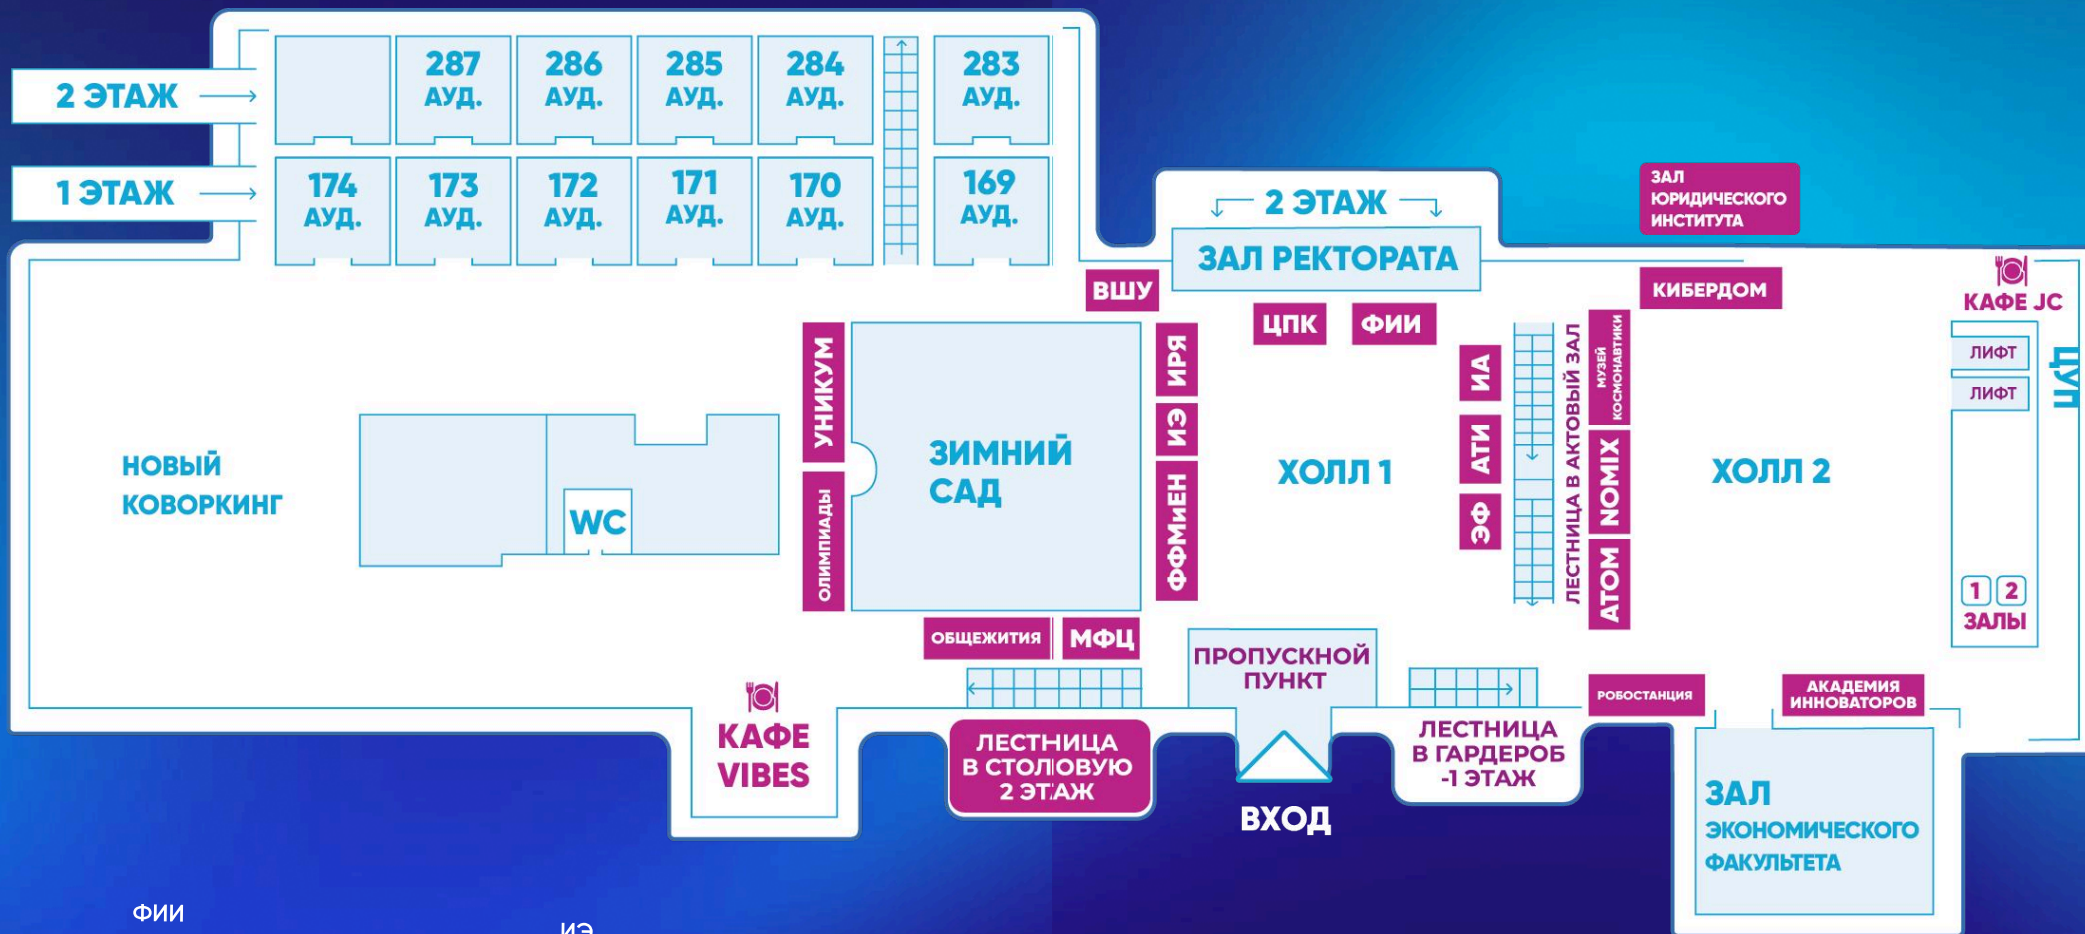 287
АУД.
286
АУД.
285
АУД.
284
АУД.
283
АУД.
2 ЭТАЖ
1 ЭТАЖ
174
АУД.
173
АУД.
172
АУД.
171
АУД.
170
АУД.
169
АУД.
2 ЭТАЖ
ЗАЛ РЕКТОРАТА
ЗАЛ
ЮРИДИЧЕСКОГО
ИНСТИТУТА
ВШУ
ЦПК
ФИИ
КИБЕРДОМ
КАФЕ JC
ЛИФТ
ЛИФТ
ЦУП
УНИКУМ
ОЛИМПИАДЫ
ЗИМНИЙ
САД
ИРЯ
ИЭ
ФФМиЕН
ХОЛЛ 1
ИА
АТИ
ЭФ
ЛЕСТНИЦА В АКТОВЫЙ ЗАЛ
МУЗЕЙ
КОСМОНАВТИКИ
NOMIX
АТОМ
ХОЛЛ 2
НОВЫЙ
КОВОРКИНГ
WC
1 2
ЗАЛЫ
ОБЩЕЖИТИЯ
МФЦ
ПРОПУСКНОЙ
ПУНКТ
РОБОСТАНЦИЯ
АКАДЕМИЯ
ИННОВАТОРОВ
КАФЕ
VIBES
ЛЕСТНИЦА
В СТОЛОВУЮ
2 ЭТАЖ
ЛЕСТНИЦА
В ГАРДЕРОБ
-1 ЭТАЖ
ВХОД
ЗАЛ
ЭКОНОМИЧЕСКОГО
ФАКУЛЬТЕТА
ФИИ
ИЭ